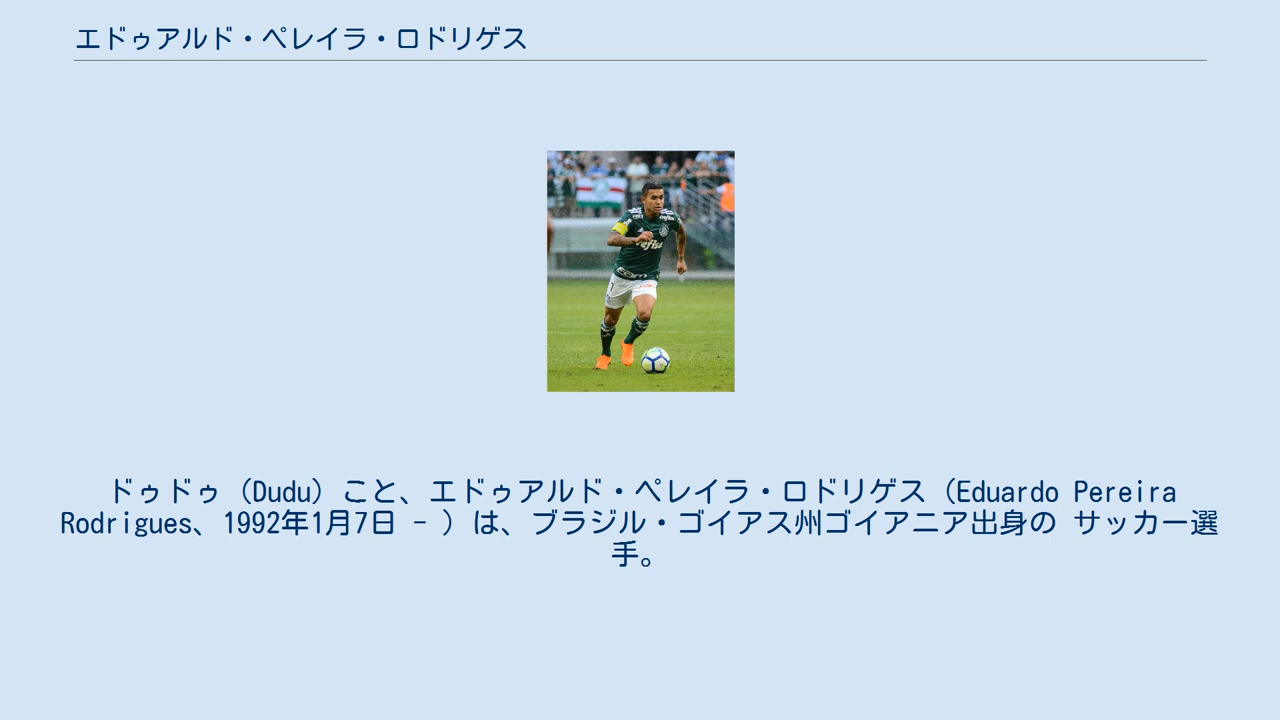 エドゥアルド・ペレイラ・ロドリゲス
ドゥドゥ（Dudu）こと、エドゥアルド・ペレイラ・ロドリゲス（Eduardo Pereira
Rodrigues、1992年1月7日 - ）は、ブラジル・ゴイアス州ゴイアニア出身の サッカー選
手。